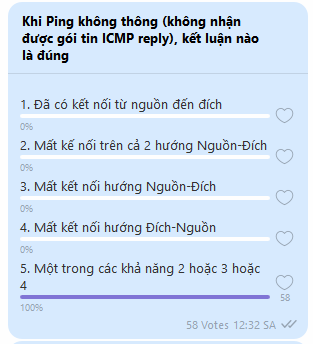 Khi Ping không thông (không nhận
được gói tin ICMP reply), kết luận nào
là đúng
1. Đã có kết nối từ nguồn đến đích
0%
2. Mất kế nối trên cả 2 hướng Nguồn-Đích
0%
3. Mất kết nối hướng Nguồn-Đích
0%
4. Mất kết nối hướng Đích-Nguồn
0%
5. Một trong các khả năng 2 hoặc 3 hoặc
4
58
100%
58 Votes 12:32 SA